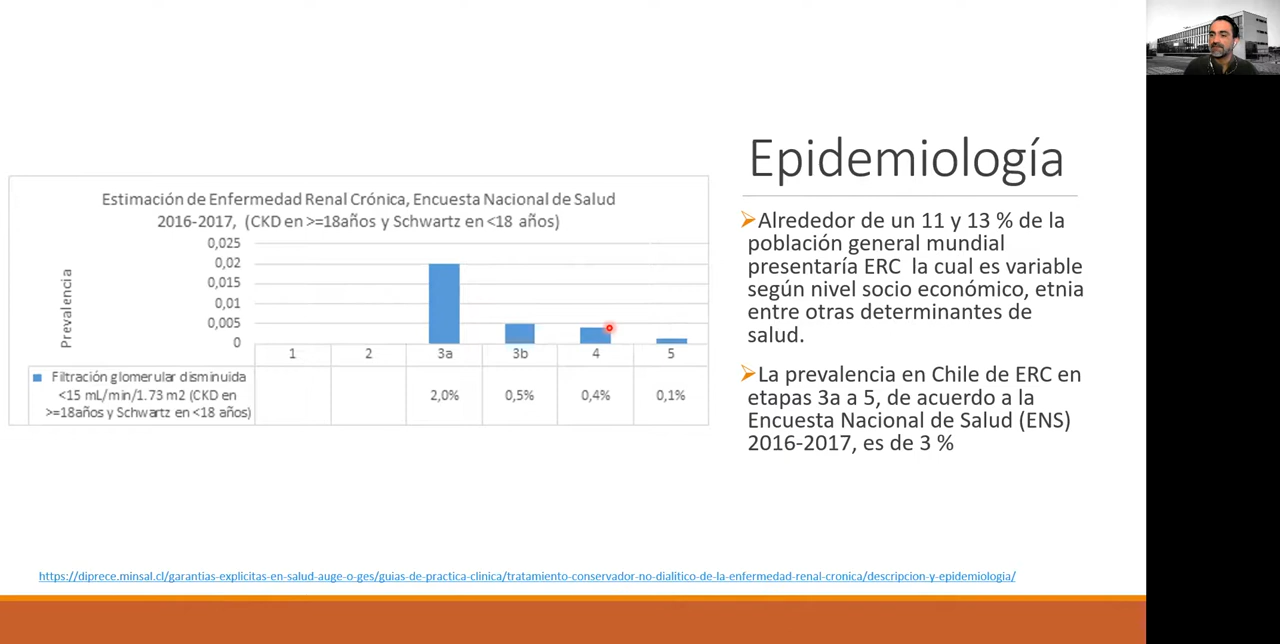 Epidemiología
Estimación de Enfermedad Renal Crónica, Encuesta Nacional de Salud
2016-2017, (CKD en >=18años y Schwartz en <18 años)
Prevalencia
0,025
0,02
0,015
0,01
0,005
0
1 2 3a 3b 4 5
Filtración glomerular disminuida
<15 mL/min/1.73 m2 (CKD en
>=18años y Schwartz en <18 años)
2,0% 0,5% 0,4% 0,1%
Alrededor de un 11 y 13 % de la
población general mundial
presentaría ERC la cual es variable
según nivel socio económico, etnia
entre otras determinantes de
salud.
La prevalencia en Chile de ERC en
etapas 3a a 5, de acuerdo a la
Encuesta Nacional de Salud (ENS)
2016-2017, es de 3 %
https://diprece.minsal.cl/garantias-explicitas-en-salud-auge-o-ges/guias-de-practica-clinica/tratamiento-conservador-no-dialitico-de-la-enfermedad-renal-cronica/descripcion-y-epidemiologia/